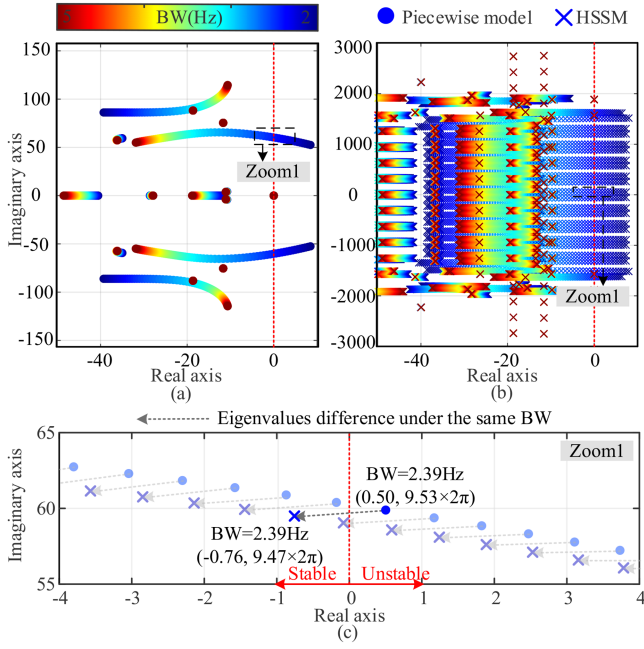 BW(Hz)
2
Piecewise model
HSSM
Imaginary axis
150
100
50
0
-50
-100
-150
-40
-20
0
Real axis
(a)
Zoom1
3000
2000
1000
0
-1000
-2000
-3000
-40
-20
0
Real axis
(b)
Zoom1
Eigenvalues difference under the same BW
Imaginary axis
65
60
55
Zoom1
BW=2.39Hz
(0.50, 9.53×2π)
BW=2.39Hz
(-0.76, 9.47×2π)
Stable
Unstable
-4
-3
-2
-1
0
1
2
3
4
Real axis
(c)